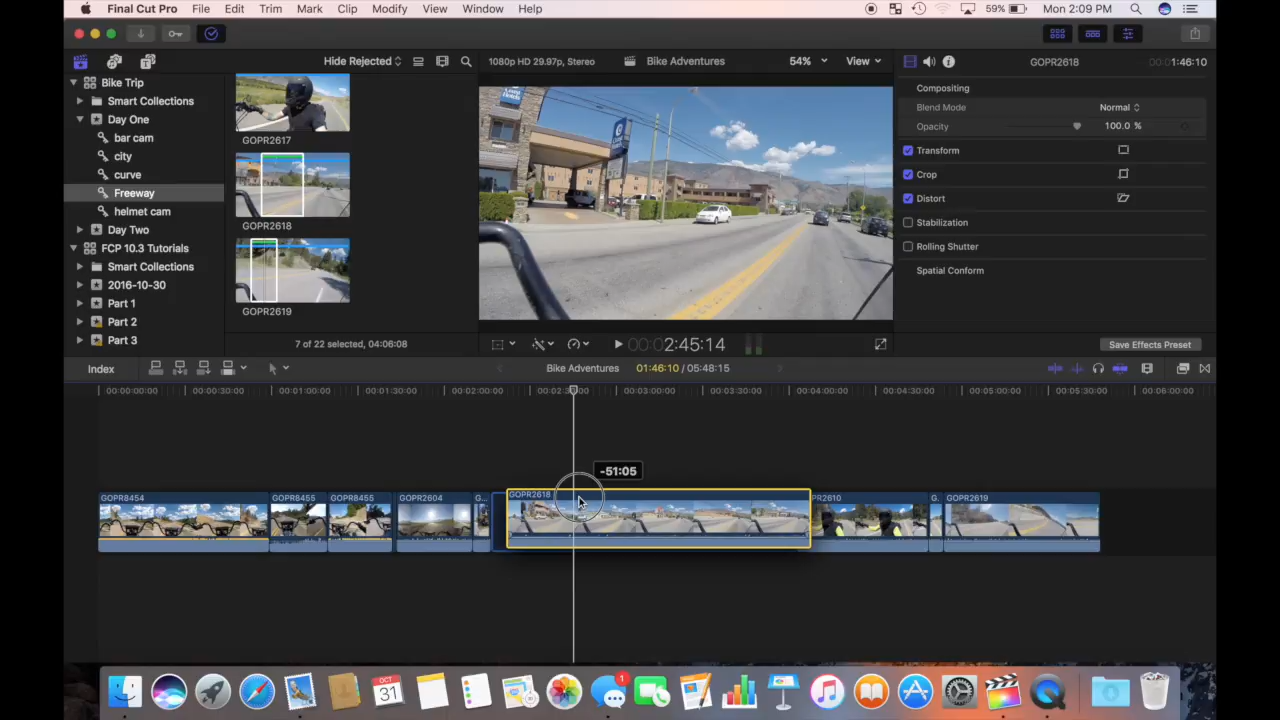 Final Cut Pro File Edit Trim Mark Clip Modify View Window Help 59% Mon 2:09 PM
Hide Rejected 1080p HD 29.97p, Stereo Bike Adventures 54% View GOPR2618 1:46:10
Bike Trip
Smart Collections
Day One
bar cam
city
curve
Freeway
helmet cam
Day Two
FCP 10.3 Tutorials
Smart Collections
2016-10-30
Part 1
Part 2
Part 3
GOPR2617
GOPR2618
GOPR2619
7 of 22 selected, 04:06:08
00:00 2:45:14
Compositing
Blend Mode Normal
Opacity 100.0 %
Transform
Crop
Distort
Stabilization
Rolling Shutter
Spatial Conform
Save Effects Preset
Index Bike Adventures 01:46:10 / 05:48:15
00:00:00:00 00:00:30:00 00:01:00:00 00:01:30:00 00:02:00:00 00:03:00:00 00:03:30:00 00:04:00:00 00:04:30:00 00:05:00:00 00:05:30:00 00:06:00:00
-51:05
GOPR8454 GOPR8455 GOPR8455 GOPR2604 G... GOPR2618 PR2610 G. GOPR2619
OCT
31
1